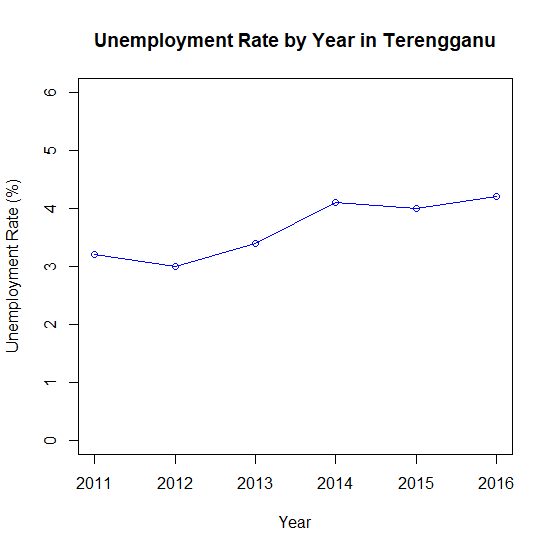 Unemployment Rate by Year in Terengganu
Unemployment Rate (%)
6
5
4
3
2
1
0
2011 2012 2013 2014 2015 2016
Year